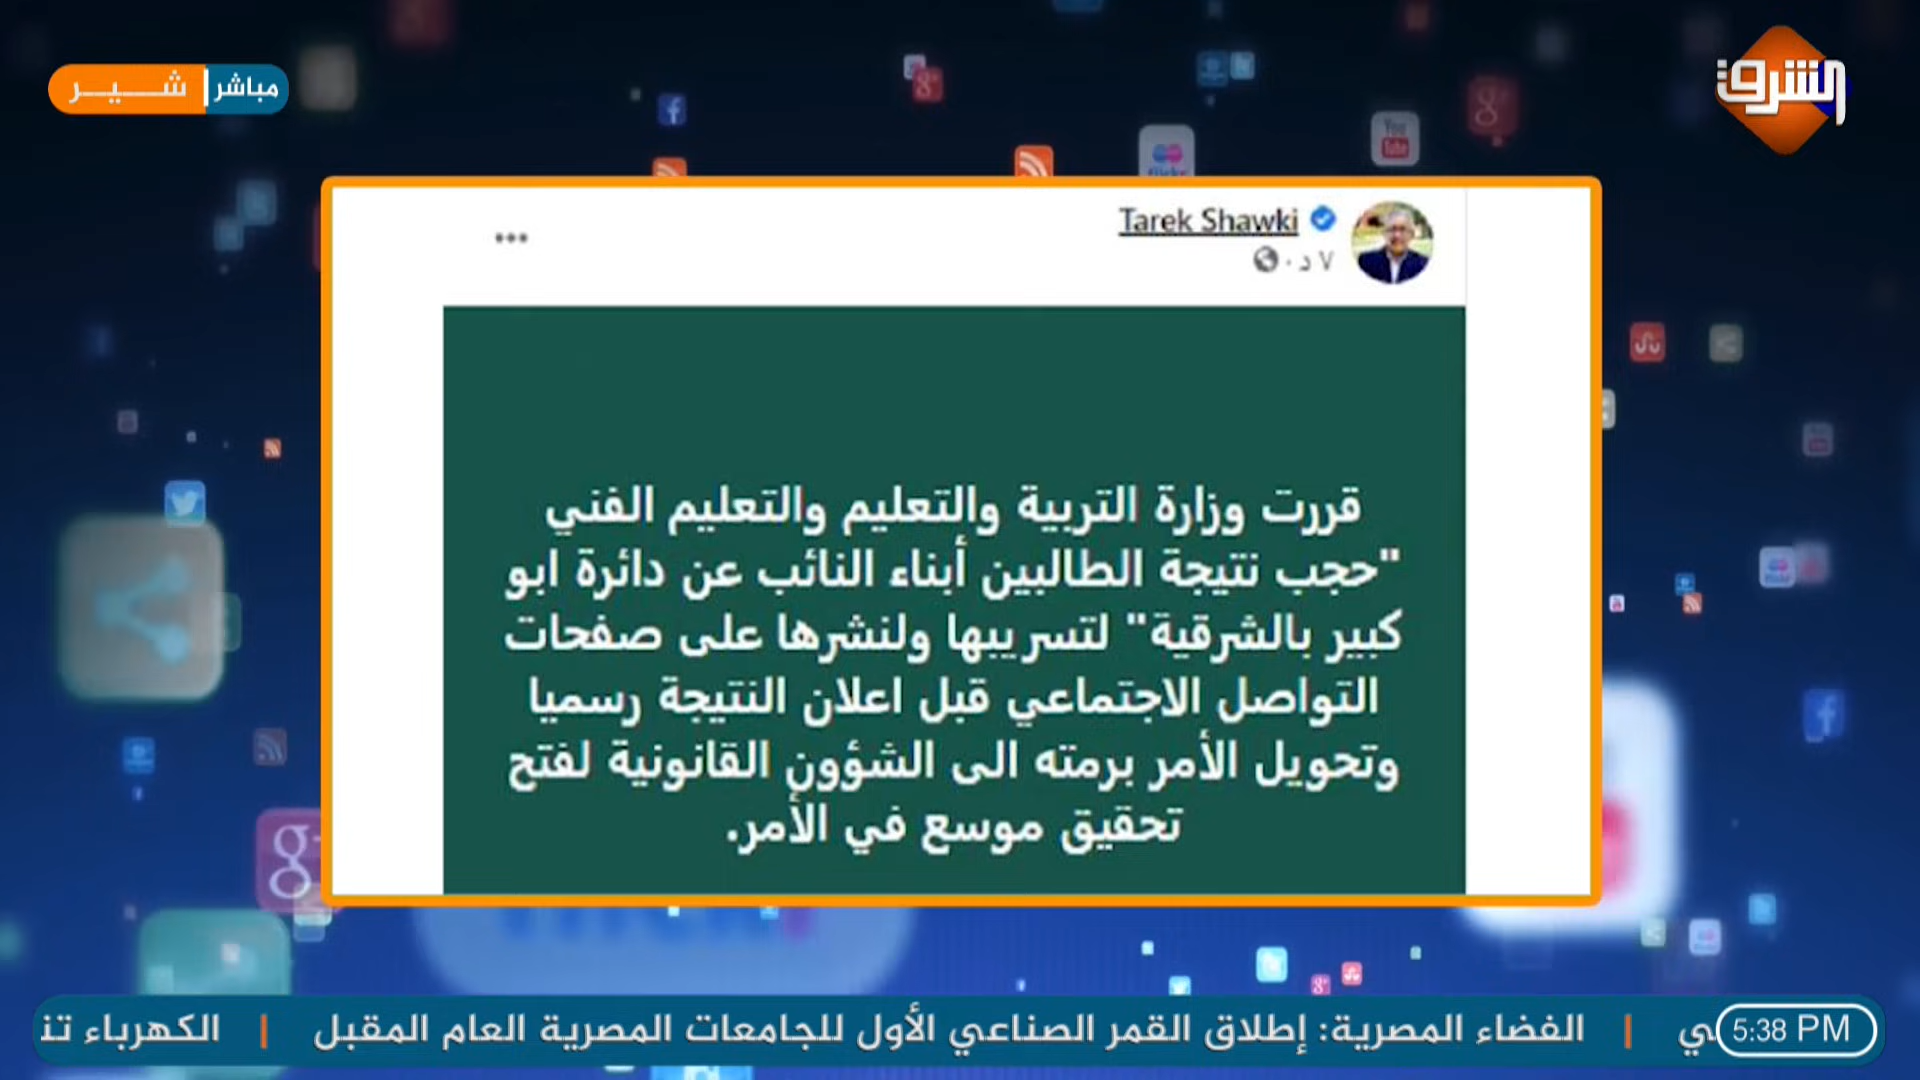 مباشر شير
الشرق
Tarek Shawki
٧ د ·
قررت وزارة التربية والتعليم والتعليم الفني
"حجب نتيجة الطالبين أبناء النائب عن دائرة ابو
كبير بالشرقية" لتسريبها ولنشرها على صفحات
التواصل الاجتماعي قبل اعلان النتيجة رسميا
وتحويل الأمر برمته الى الشؤون القانونية لفتح
تحقيق موسع في الأمر.
5:38 PM
الفضاء المصرية: إطلاق القمر الصناعي الأول للجامعات المصرية العام المقبل | الكهرباء